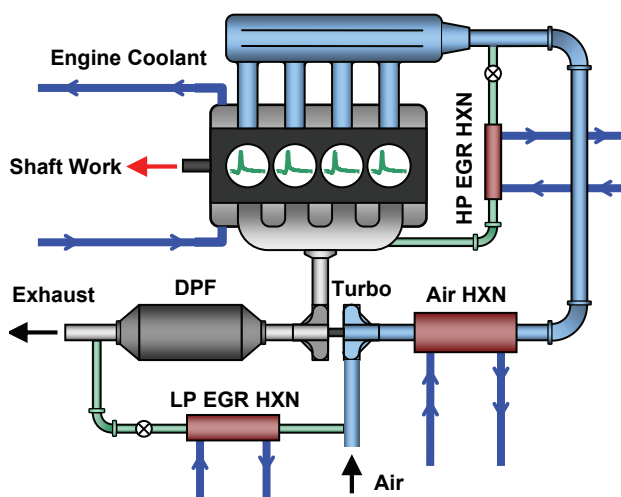 Engine Coolant
Shaft Work
HP EGR HXN
Exhaust
DPF
Turbo
Air HXN
LP EGR HXN
Air